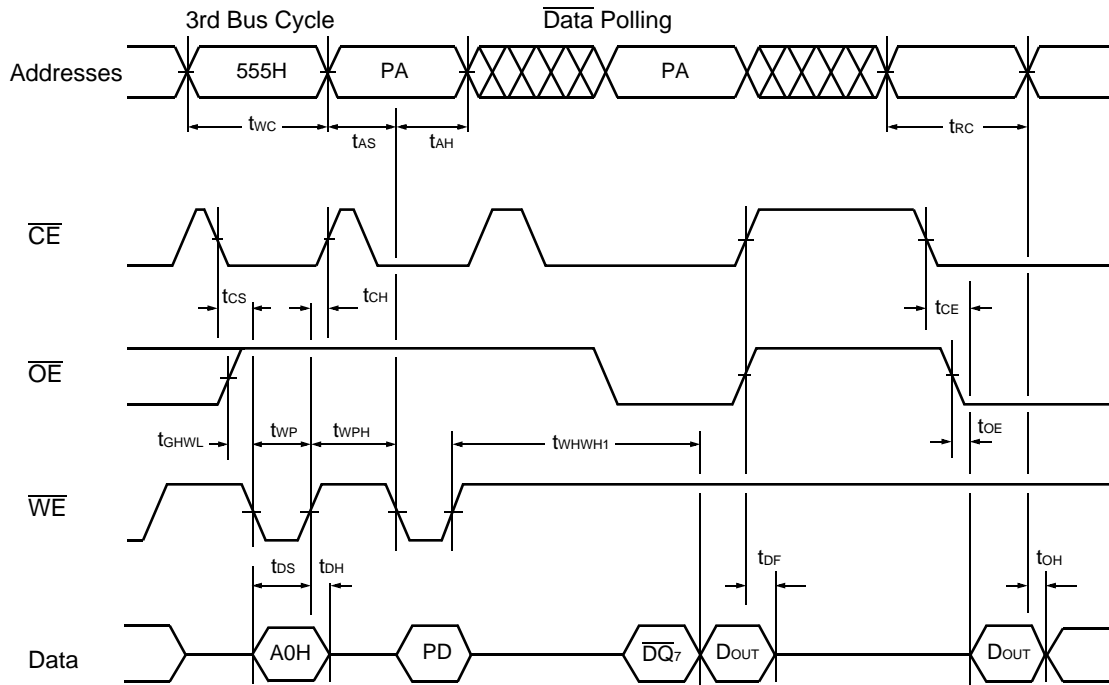 3rd Bus Cycle Data Polling
Addresses 555H PA PA
tWC tAS tAH tRC
CE
tCS tCH tCE
OE
tGHWL tWP tWPH tWHWH1 tOE
WE
tDS tDH tDF tOH
Data A0H PD DQ7 DOUT DOUT